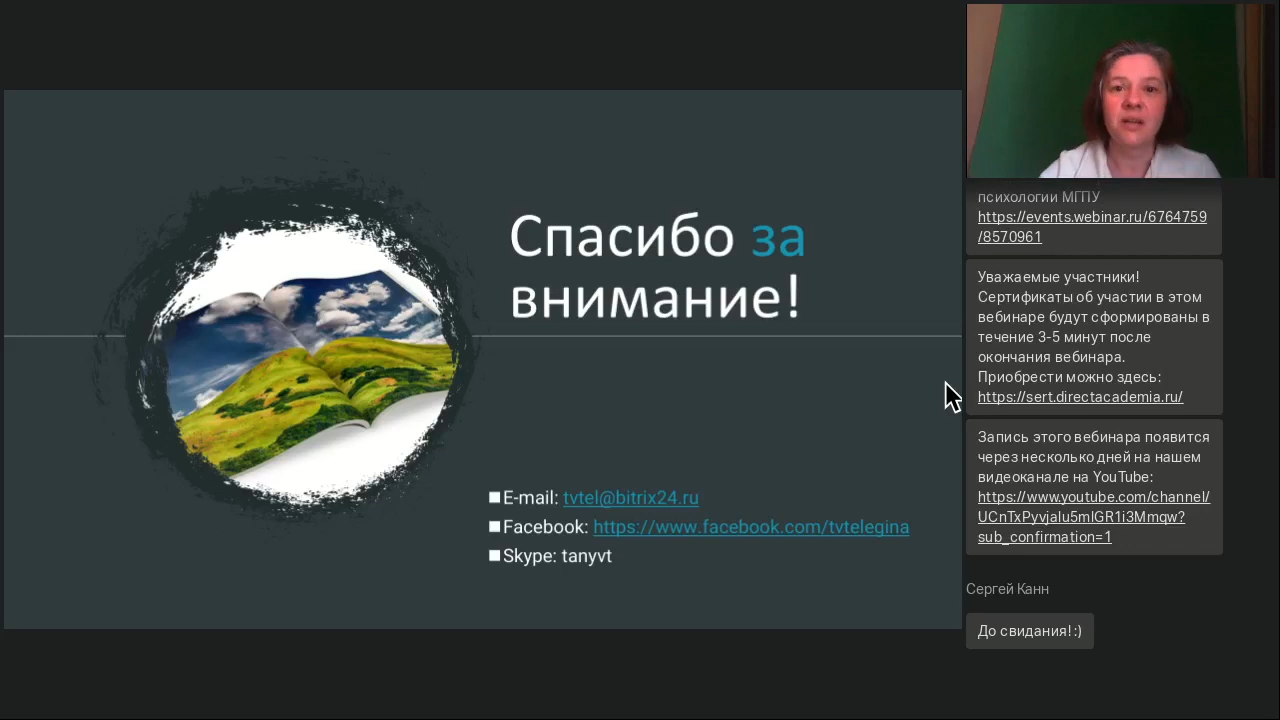 Спасибо за
внимание!
E-mail: tvtel@bitrix24.ru
Facebook: https://www.facebook.com/tvtelegina
Skype: tanyvt
психологии МГПУ
https://events.webinar.ru/6764759
/8570961
Уважаемые участники!
Сертификаты об участии в этом
вебинаре будут сформированы в
течение 3-5 минут после
окончания вебинара.
Приобрести можно здесь:
https://sert.directacademia.ru/
Запись этого вебинара появится
через несколько дней на нашем
видеоканале на YouTube:
https://www.youtube.com/channel/
UCnTxPyvjalu5mlGR1i3Mmqw?
sub_confirmation=1
Сергей Канн
До свидания! :)